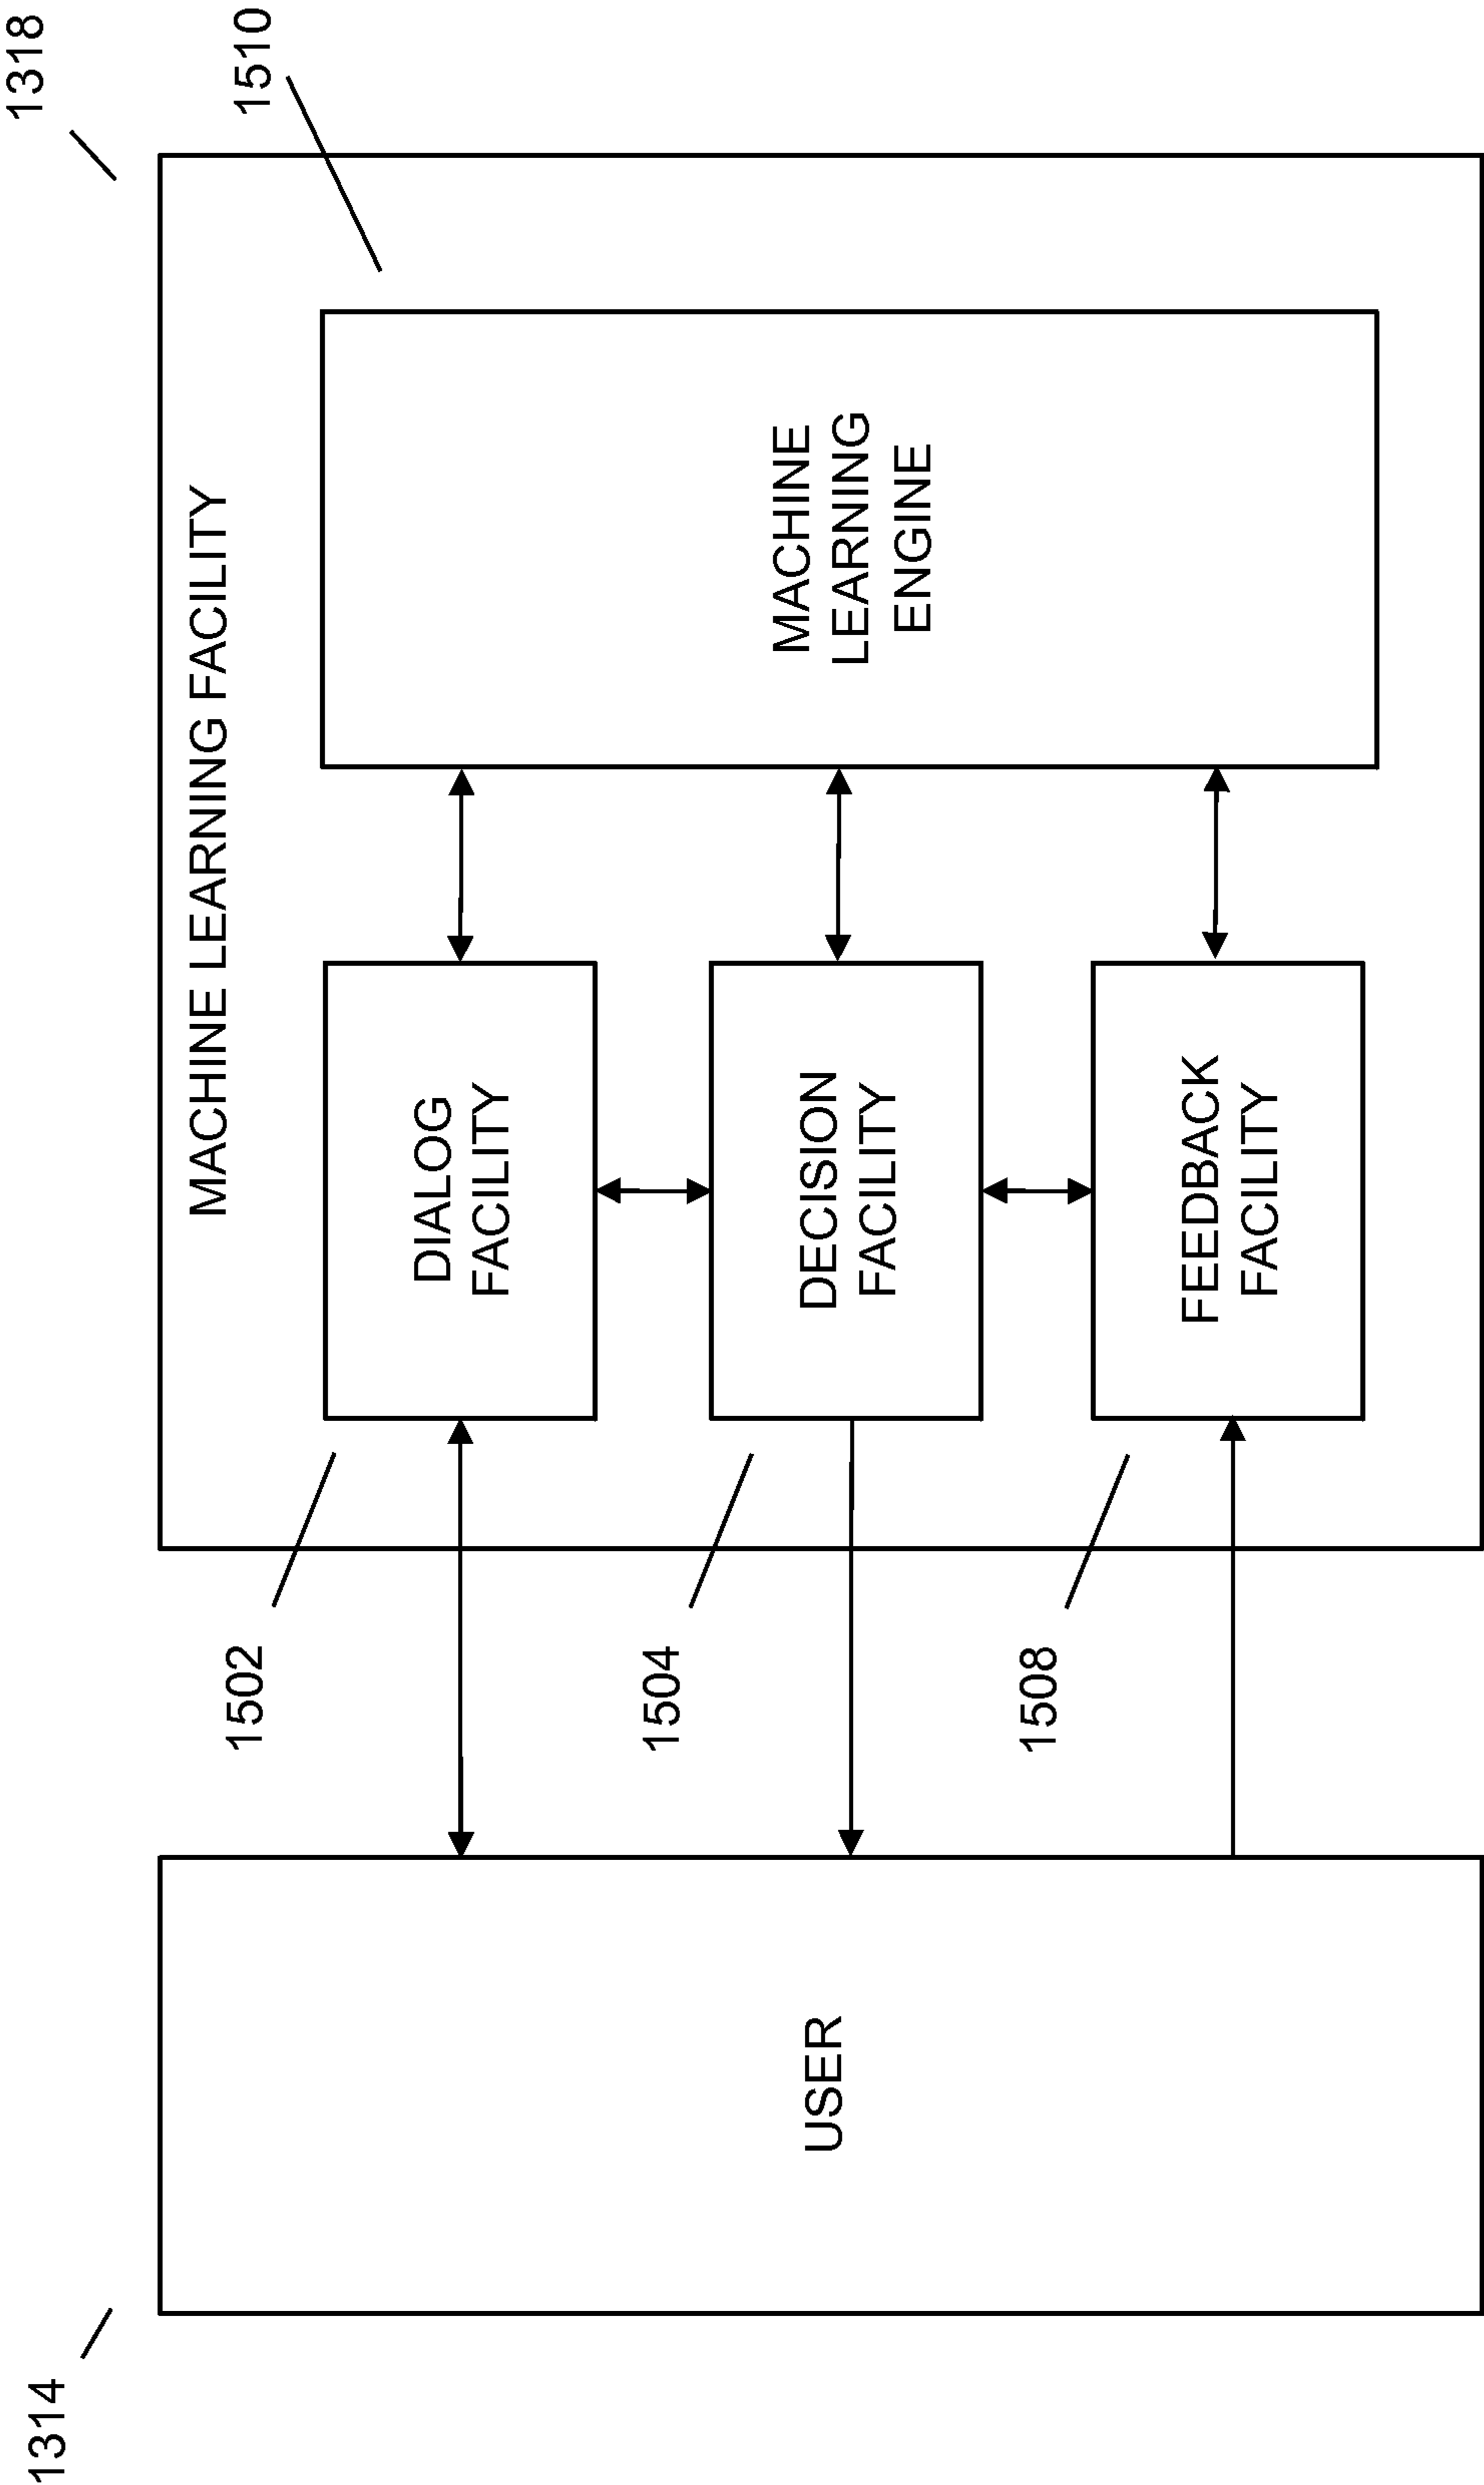 1314
1318
MACHINE LEARNING FACILITY
1510
1502
DIALOG
FACILITY
MACHINE
LEARNING
ENGINE
1504
DECISION
FACILITY
USER
1508
FEEDBACK
FACILITY